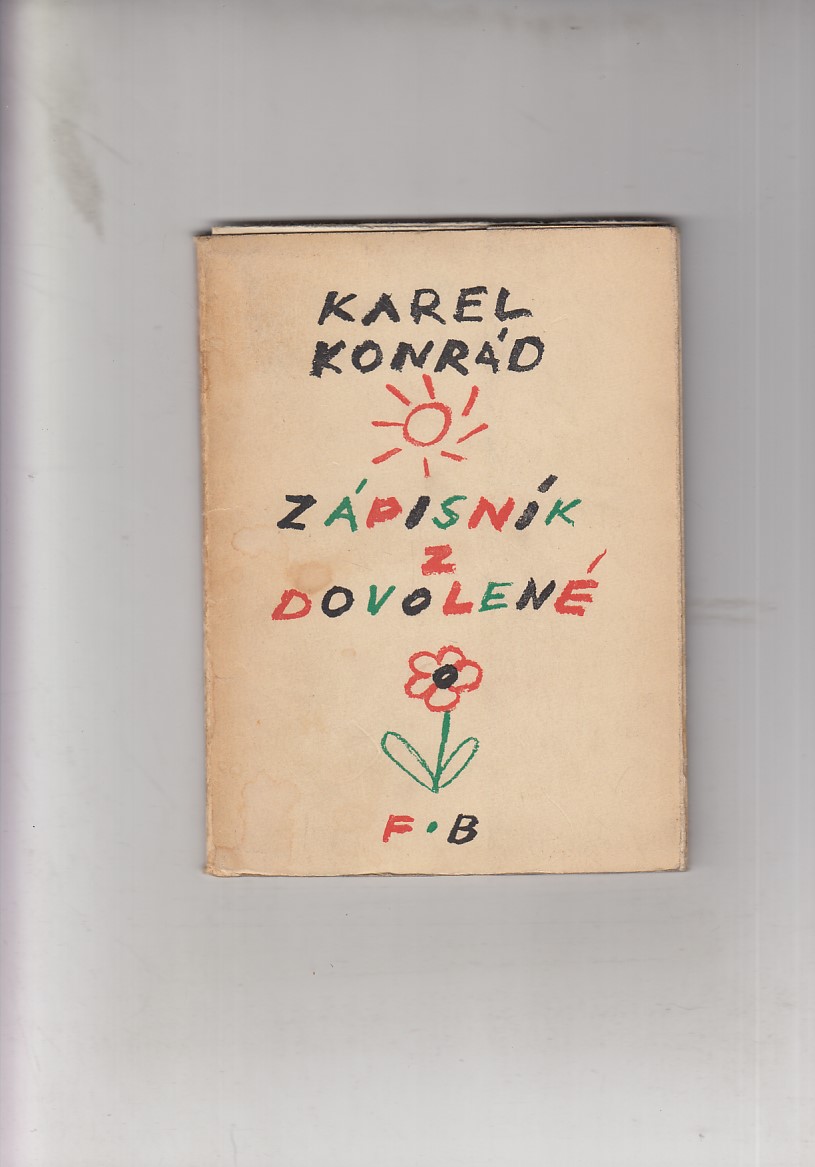 KAREL
KONRÁD
ZÁPISNÍK
Z
DOVOLENÉ
F·B